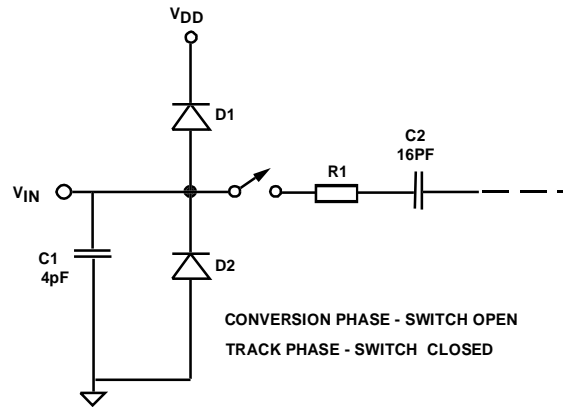 VDD
D1
C2
16PF
R1
VIN
C1
4pF
D2
CONVERSION PHASE - SWITCH OPEN
TRACK PHASE - SWITCH CLOSED